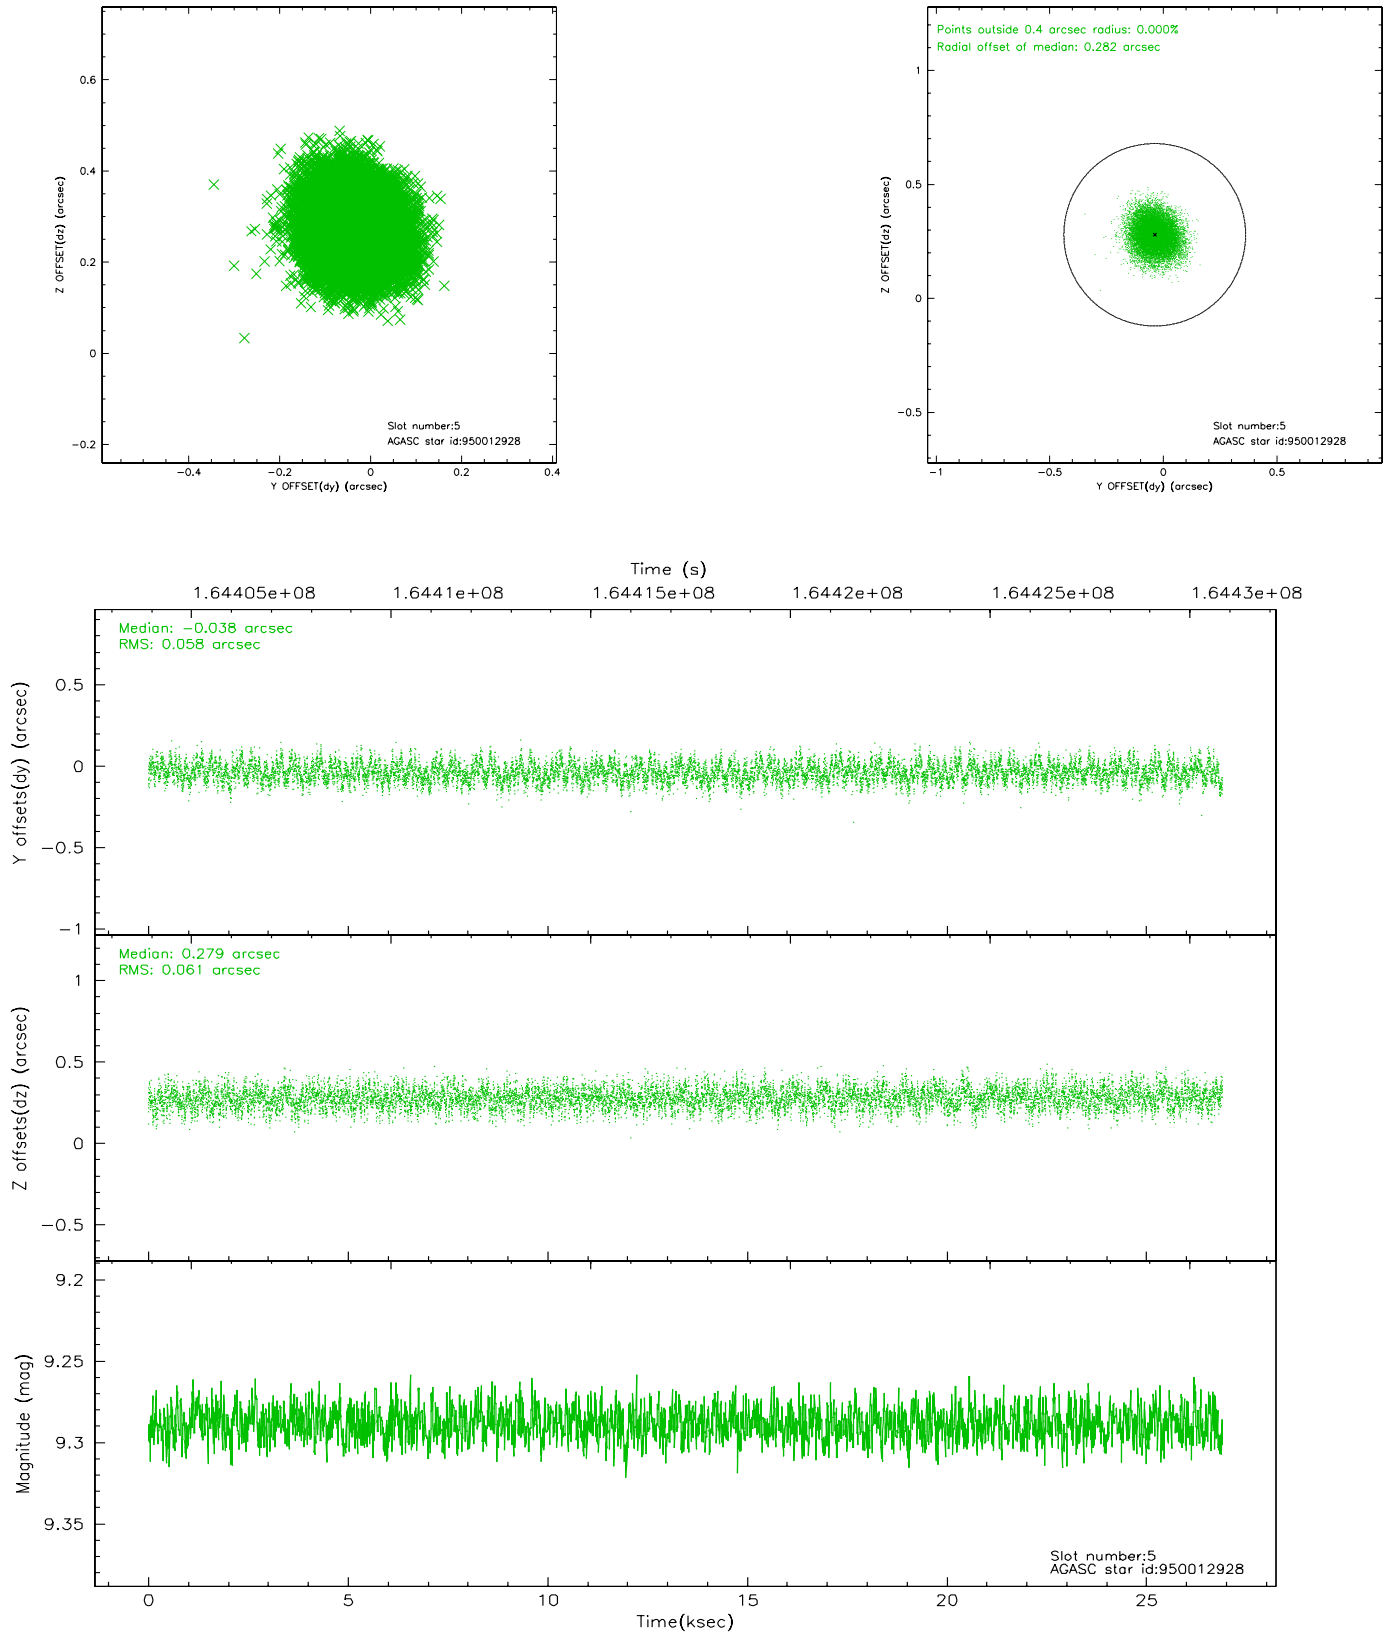 Points outside 0.4 arcsec radius: 0.000%
Radial offset of median: 0.282 arcsec
0.6
0.4
0.2
0
−0.2
Z OFFSET(dz) (arcsec)
−0.4
−0.2
0
0.2
0.4
Y OFFSET(dy) (arcsec)
Slot number:5
AGASC star id:950012928
1
0.5
0
−0.5
Z OFFSET(dz) (arcsec)
−1
−0.5
0
0.5
Y OFFSET(dy) (arcsec)
Slot number:5
AGASC star id:950012928
Time (s)
1.64405e+08
1.6441e+08
1.64415e+08
1.6442e+08
1.64425e+08
1.6443e+08
Median: −0.038 arcsec
RMS: 0.058 arcsec
0.5
0
−0.5
−1
Y offsets(dy) (arcsec)
Median: 0.279 arcsec
RMS: 0.061 arcsec
1
0.5
0
−0.5
Z offsets(dz) (arcsec)
9.2
9.25
9.3
9.35
Magnitude (mag)
Slot number:5
AGASC star id:950012928
0
5
10
15
20
25
Time(ksec)